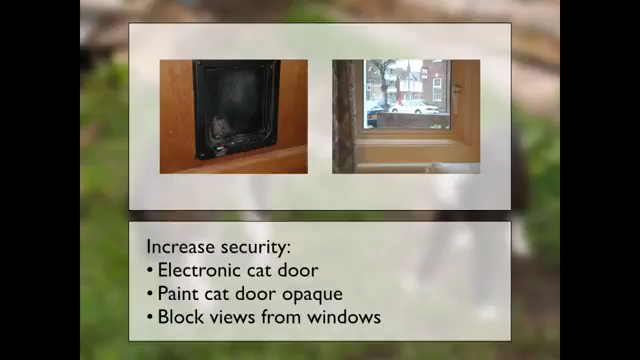 Increase security:
• Electronic cat door
• Paint cat door opaque
• Block views from windows